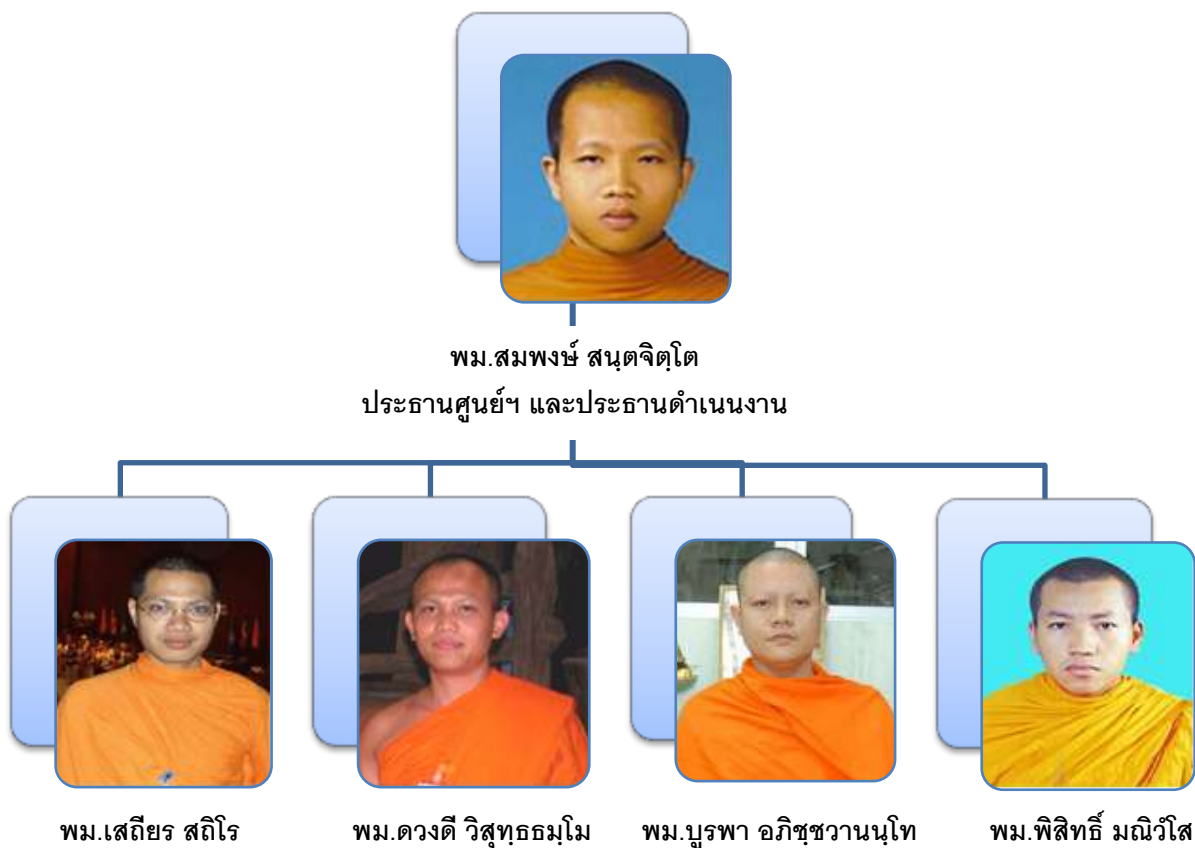 พม.สมพงษ์ สนฺตจิตฺโต
ประธานศูนย์ฯ และประธานดำเนนงาน
พม.เสถียร สถิโร
พม.ดวงดี วิสุทฺธธมฺโม
พม.บูรพา อภิชฺชวานนฺโท
พม.พิสิทธิ์ มณิวํโส